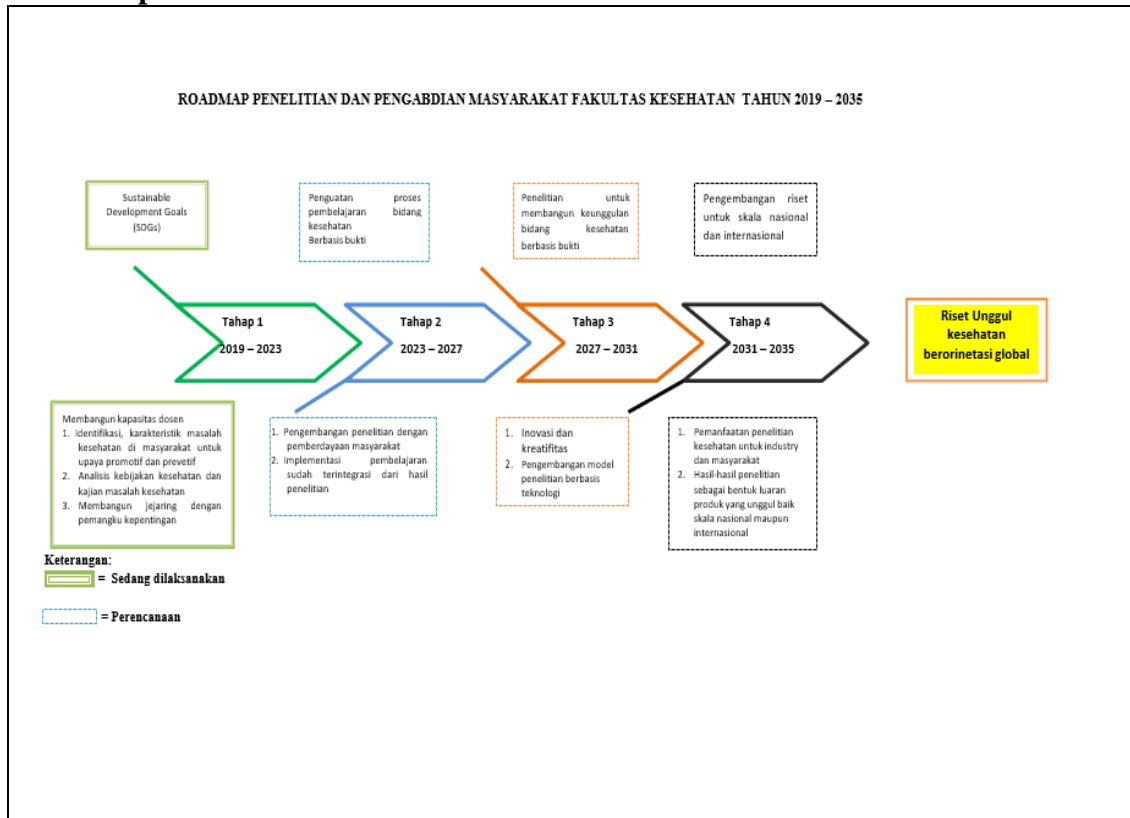 ROADMAP PENELITIAN DAN PENGABDIAN MASYARAKAT FAKULTAS KESEHATAN TAHUN 2019 – 2035
Sustainable
Development Goals
(SDGs)
Penguatan proses
pembelajaran bidang
kesehatan
Berbasis bukti
Penelitian untuk
membangun keunggulan
bidang kesehatan
berbasis bukti
Pengembangan riset
untuk skala nasional
dan internasional
Tahap 1
2019 – 2023
Tahap 2
2023 – 2027
Tahap 3
2027 – 2031
Tahap 4
2031 – 2035
Riset Unggul
kesehatan
berorinetasi global
Membangun kapasitas dosen
1. Identifikasi, karakteristik masalah
kesehatan di masyarakat untuk
upaya promotif dan prevetif
2. Analisis kebijakan kesehatan dan
kajian masalah kesehatan
3. Membangun jejaring dengan
pemangku kepentingan
1. Pengembangan penelitian dengan
pemberdayaan masyarakat
2. Implementasi pembelajaran
sudah terintegrasi dari hasil
penelitian
1. Inovasi dan
kreatifitas
2. Pengembangan model
penelitian berbasis
teknologi
1. Pemanfaatan penelitian
kesehatan untuk industry
dan masyarakat
2. Hasil-hasil penelitian
sebagai bentuk luaran
produk yang unggul baik
skala nasional maupun
internasional
Keterangan:
= Sedang dilaksanakan
= Perencanaan